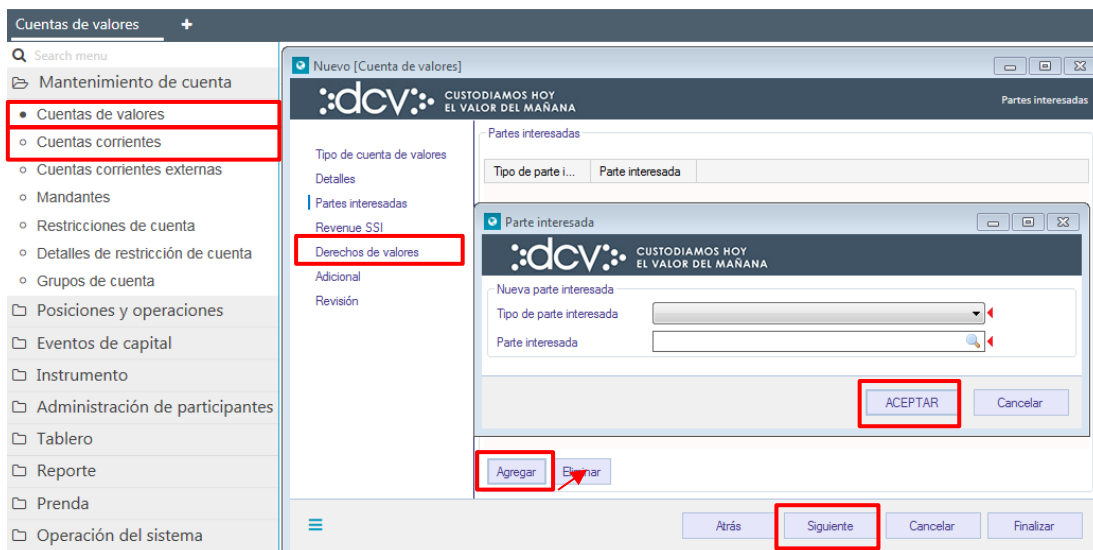 Cuentas de valores +
Search menu
Mantenimiento de cuenta
Cuentas de valores
Cuentas corrientes
Cuentas corrientes externas
Mandantes
Restricciones de cuenta
Detalles de restricción de cuenta
Grupos de cuenta
Posiciones y operaciones
Eventos de capital
Instrumento
Administración de participantes
Tablero
Reporte
Prenda
Operación del sistema
Nuevo [Cuenta de valores]
dcv CUSTODIAMOS HOY
EL VALOR DEL MAÑANA
Partes interesadas
Tipo de cuenta de valores
Detalles
Partes interesadas
Revenue SSI
Derechos de valores
Adicional
Revisión
Partes interesadas
Tipo de parte i... Parte interesada
Parte interesada
dcv CUSTODIAMOS HOY
EL VALOR DEL MAÑANA
Nueva parte interesada
Tipo de parte interesada
Parte interesada
ACEPTAR Cancelar
Agregar Eliminar
Atrás Siguiente Cancelar Finalizar